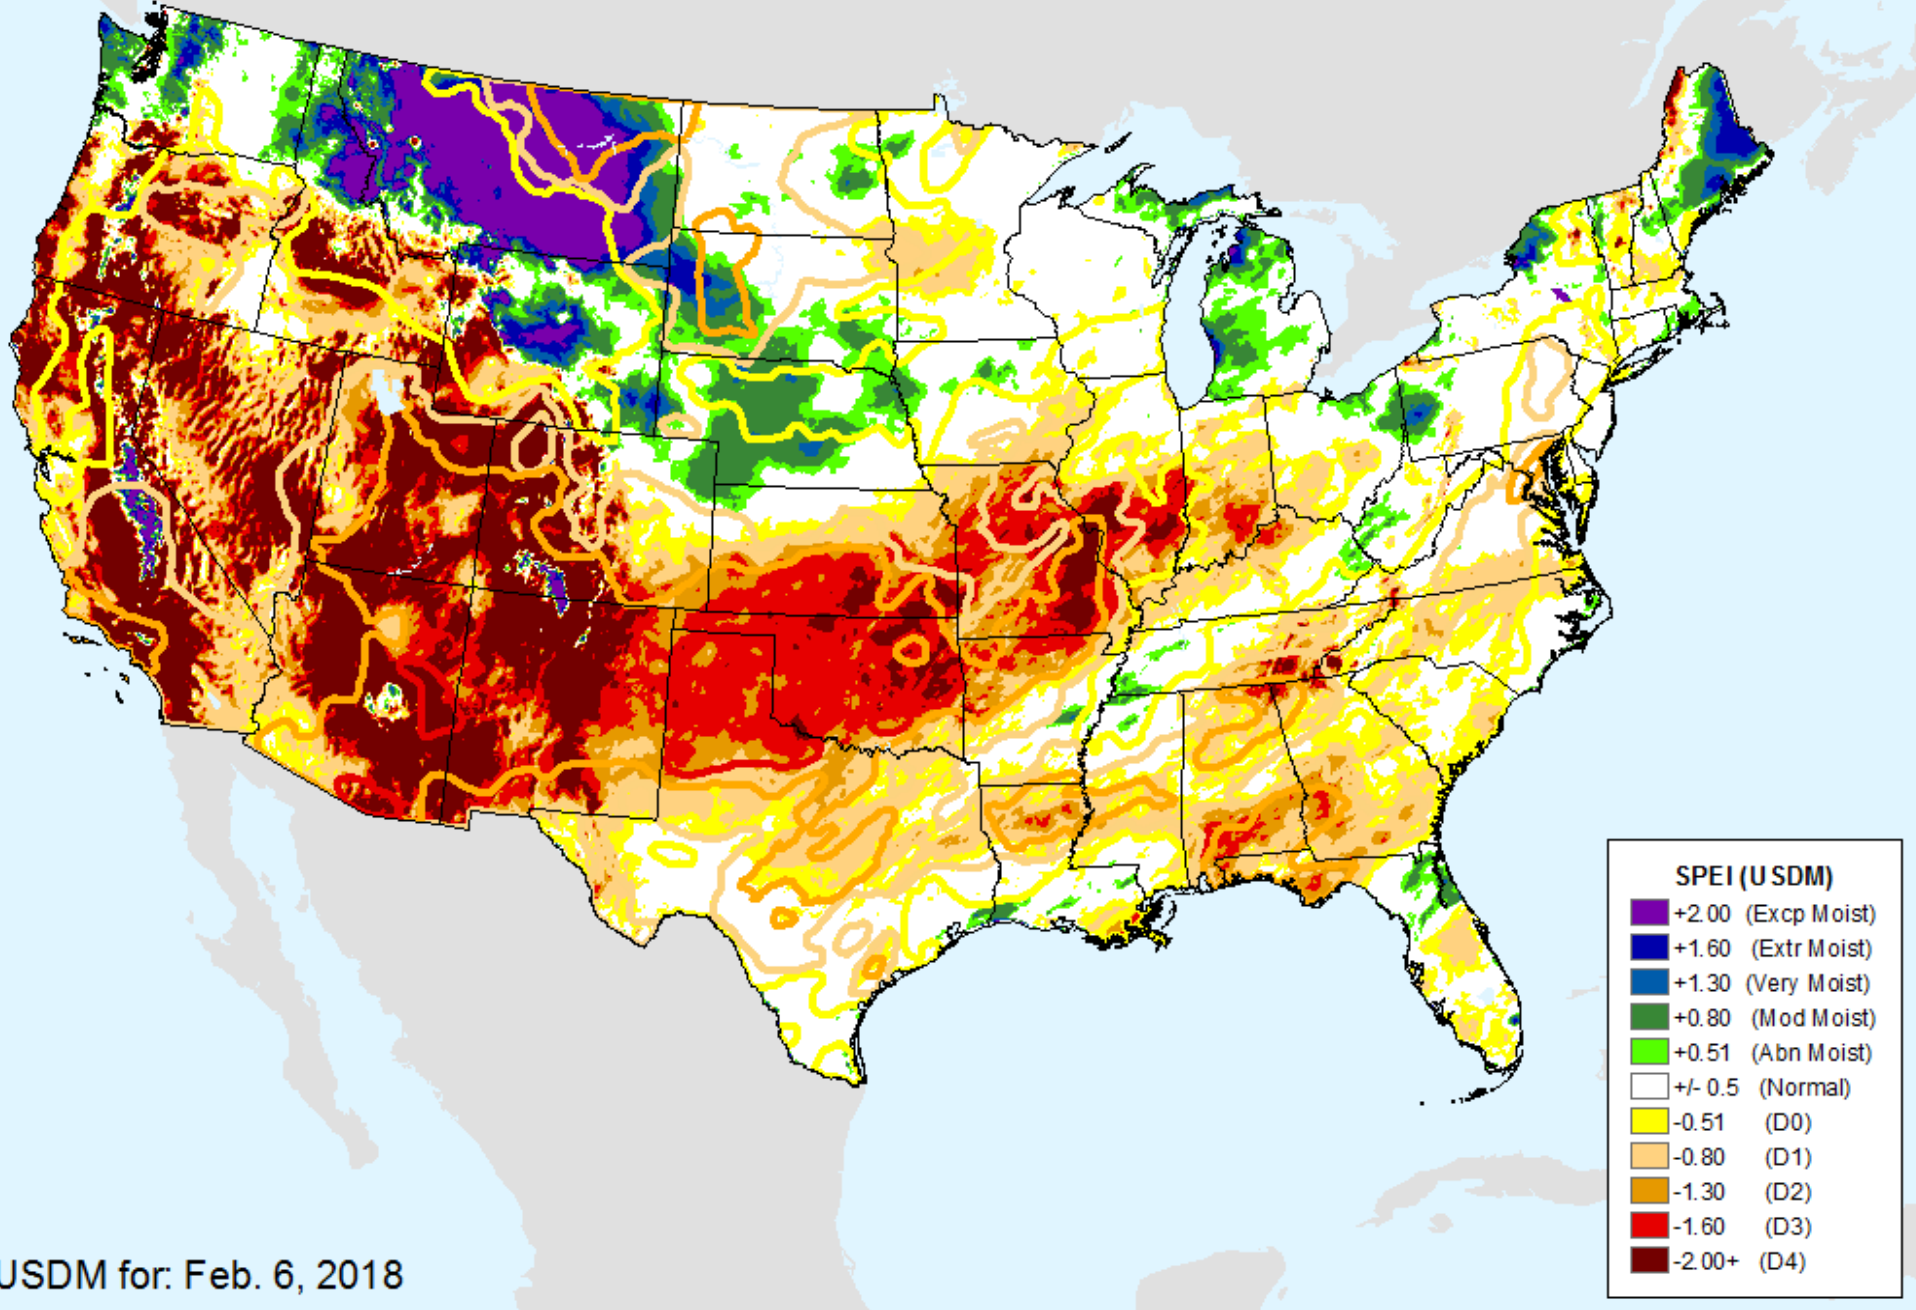 SPEI (USDM)
+2.00 (Excp Moist)
+1.60 (Extr Moist)
+1.30 (Very Moist)
+0.80 (Mod Moist)
+0.51 (Abn Moist)
+/- 0.5 (Normal)
-0.51 (D0)
-0.80 (D1)
-1.30 (D2)
-1.60 (D3)
-2.00+ (D4)
USDM for: Feb. 6, 2018